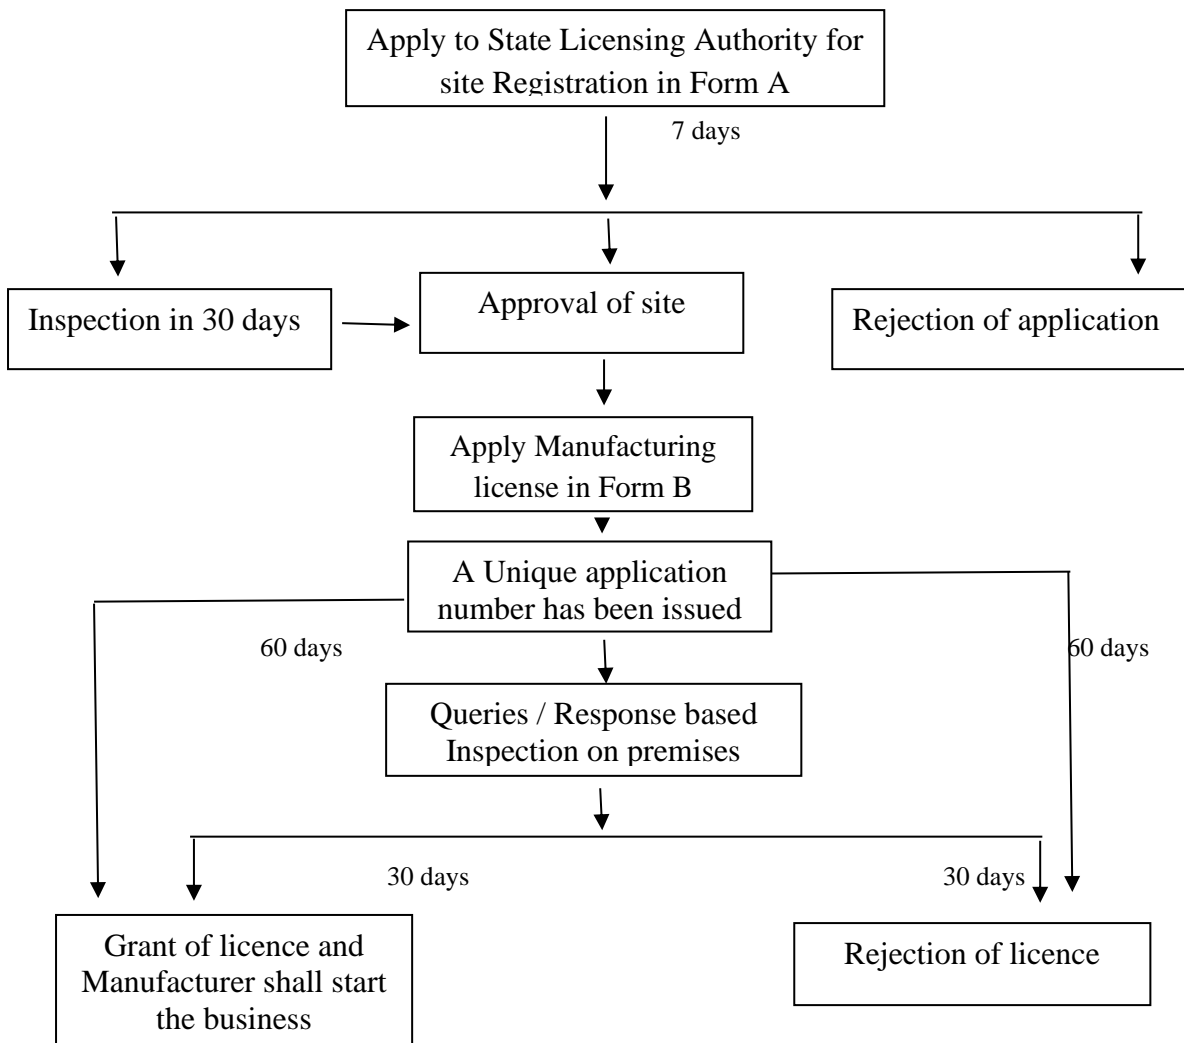 Apply to State Licensing Authority for
site Registration in Form A
7 days
Inspection in 30 days
Approval of site
Rejection of application
Apply Manufacturing
license in Form B
A Unique application
number has been issued
60 days
60 days
Queries / Response based
Inspection on premises
30 days
30 days
Grant of licence and
Manufacturer shall start
the business
Rejection of licence